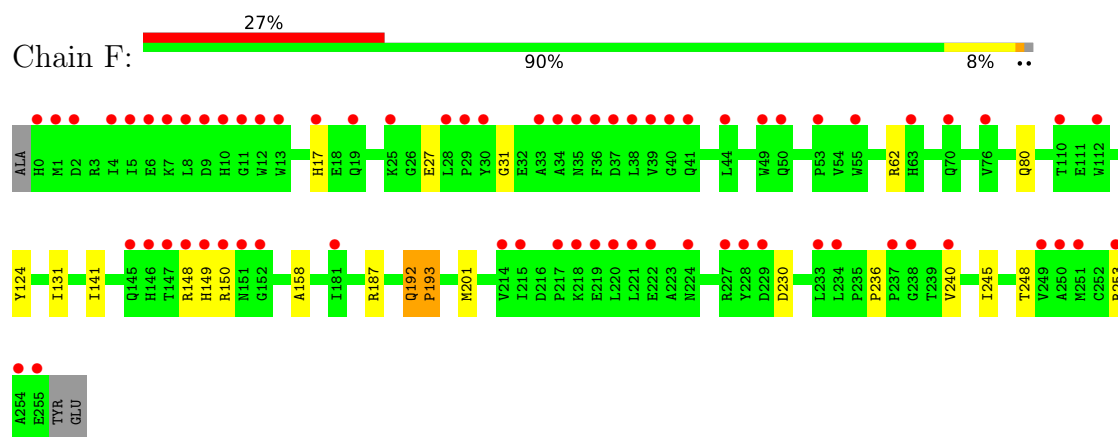 27%
Chain F:
90% 8% ••
ALA H0 M1 D2 R3 I4 I5 E6 K7 L8 D9 H10 G11 W12 W13 H17 E18 Q19 K25 G26 E27 L28 P29 Y30 G31 E32 A33 A34 N35 F36 D37 L38 V39 G40 Q41 L44 W49 Q50 P53 V54 W55 R62 H63 Q70 V76 Q80 T110 E111 W112
Y124 I131 I141 Q145 H146 T147 R148 H149 R150 N151 G152 A158 I181 R187 Q192 P193 M201 V214 I215 D216 P217 K218 E219 L220 L221 E222 A223 N224 R227 Y228 D229 D230 L233 L234 P235 P236 P237 G238 T239 V240 I245 T248 V249 A250 M251 C252
A254 E255 TYR GLU